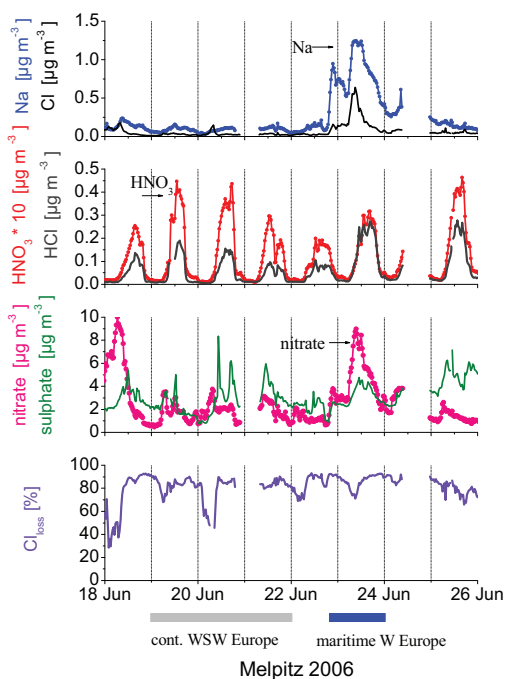 Na [µg m⁻³]
Cl [µg m⁻³]
1.5
1.0
0.5
0.0
Na
HNO₃ * 10 [µg m⁻³]
HCl [µg m⁻³]
0.5
0.4
0.3
0.2
0.1
0.0
HNO₃
nitrate [µg m⁻³]
sulphate [µg m⁻³]
10
8
6
4
2
0
nitrate
Cl_loss [%]
100
80
60
40
20
0
18 Jun 20 Jun 22 Jun 24 Jun 26 Jun
cont. WSW Europe maritime W Europe
Melpitz 2006